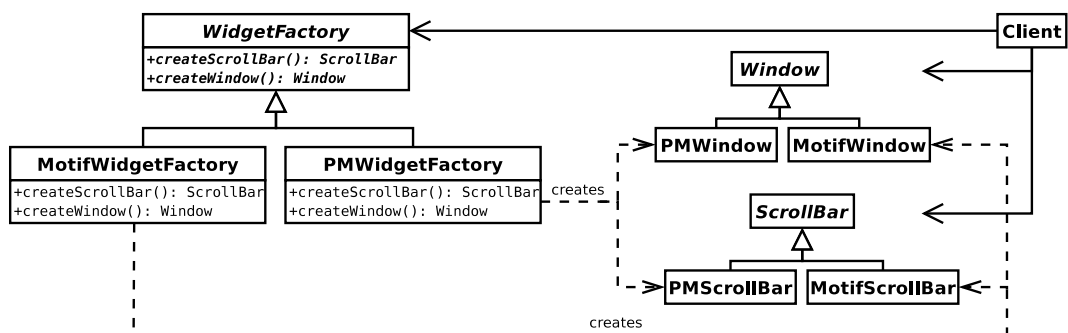 WidgetFactory
+createScrollBar(): ScrollBar
+createWindow(): Window
Client
Window
PMWindow
MotifWindow
MotifWidgetFactory
+createScrollBar(): ScrollBar
+createWindow(): Window
PMWidgetFactory
+createScrollBar(): ScrollBar
+createWindow(): Window
creates
ScrollBar
PMScrollBar
MotifScrollBar
creates